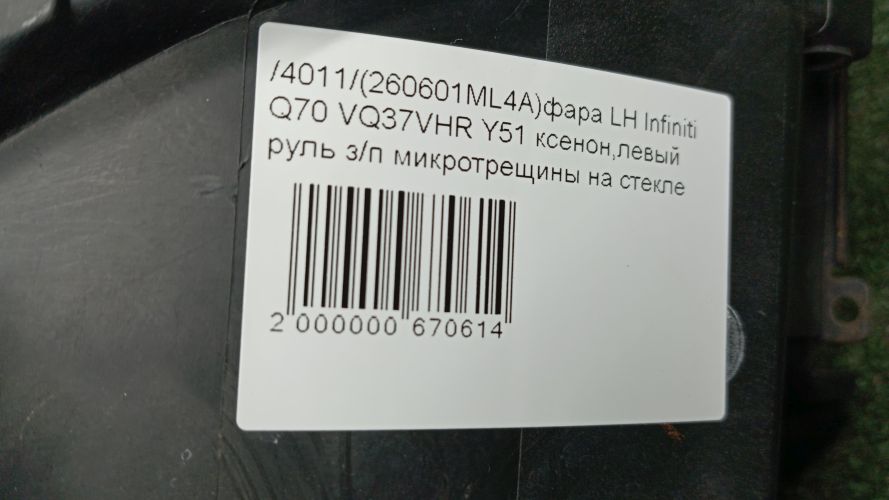 /4011/(260601ML4A)фара LH Infiniti
Q70 VQ37VHR Y51 ксенон,левый
руль з/п микротрещины на стекле
2 000000 670614